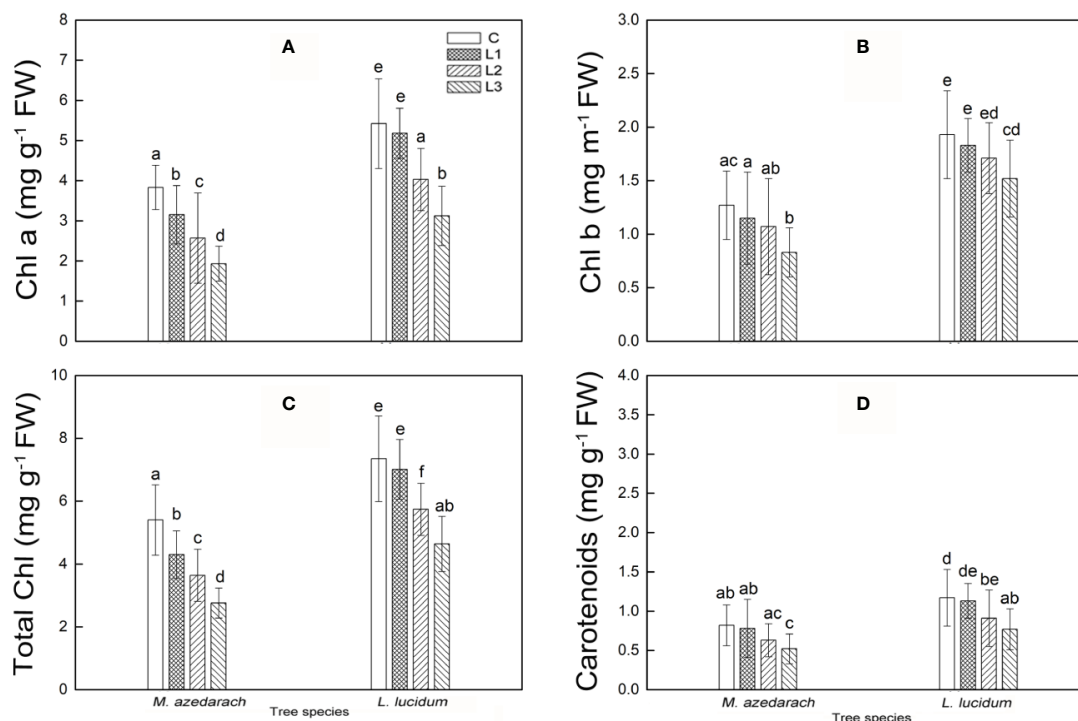 A
C
L1
L2
L3
Chl a (mg g⁻¹ FW)
8
7
6
5
4
3
2
1
0
a
b
c
d
e
e
a
b
B
Chl b (mg m⁻¹ FW)
3.0
2.5
2.0
1.5
1.0
0.5
0.0
ac
a
ab
b
e
e
ed
cd
C
Total Chl (mg g⁻¹ FW)
10
8
6
4
2
0
a
b
c
d
e
e
f
ab
M. azedarach
L. lucidum
Tree species
D
Carotenoids (mg g⁻¹ FW)
4.0
3.5
3.0
2.5
2.0
1.5
1.0
0.5
0.0
ab
ab
ac
c
d
de
be
ab
M. azedarach
L. lucidum
Tree species